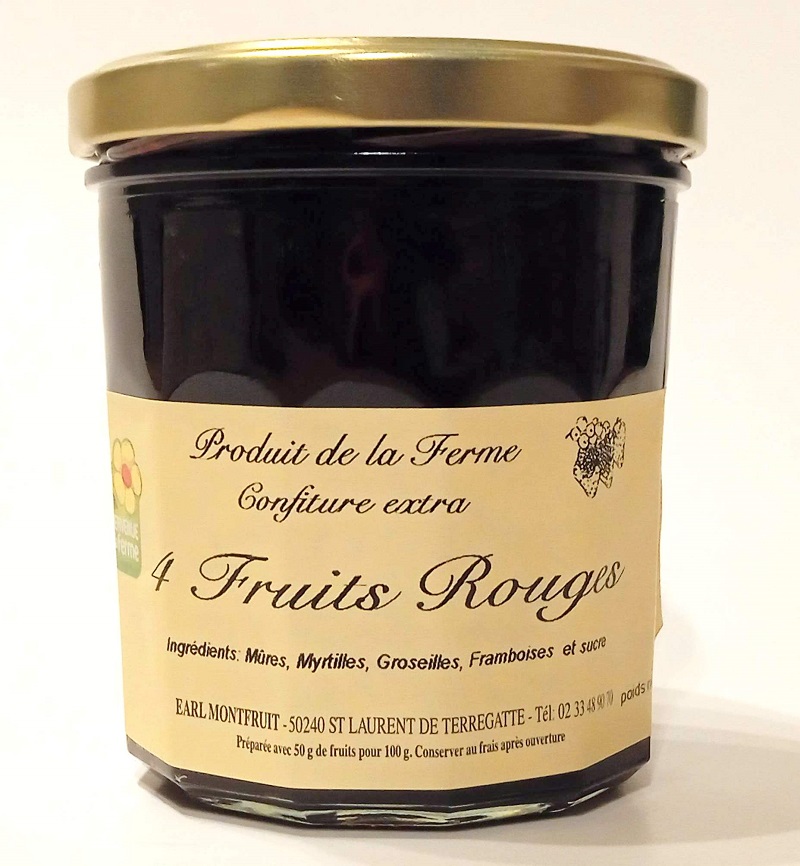 Produit de la Ferme
Confiture extra
4 Fruits Rouges
Ingrédients: Mûres, Myrtilles, Groseilles, Framboises et sucre
EARL MONTFRUIT - 50240 ST LAURENT DE TERREGATTE - Tél: 02 33 48 90 70
poids
Préparée avec 50 g de fruits pour 100 g. Conserver au frais après ouverture
ferme